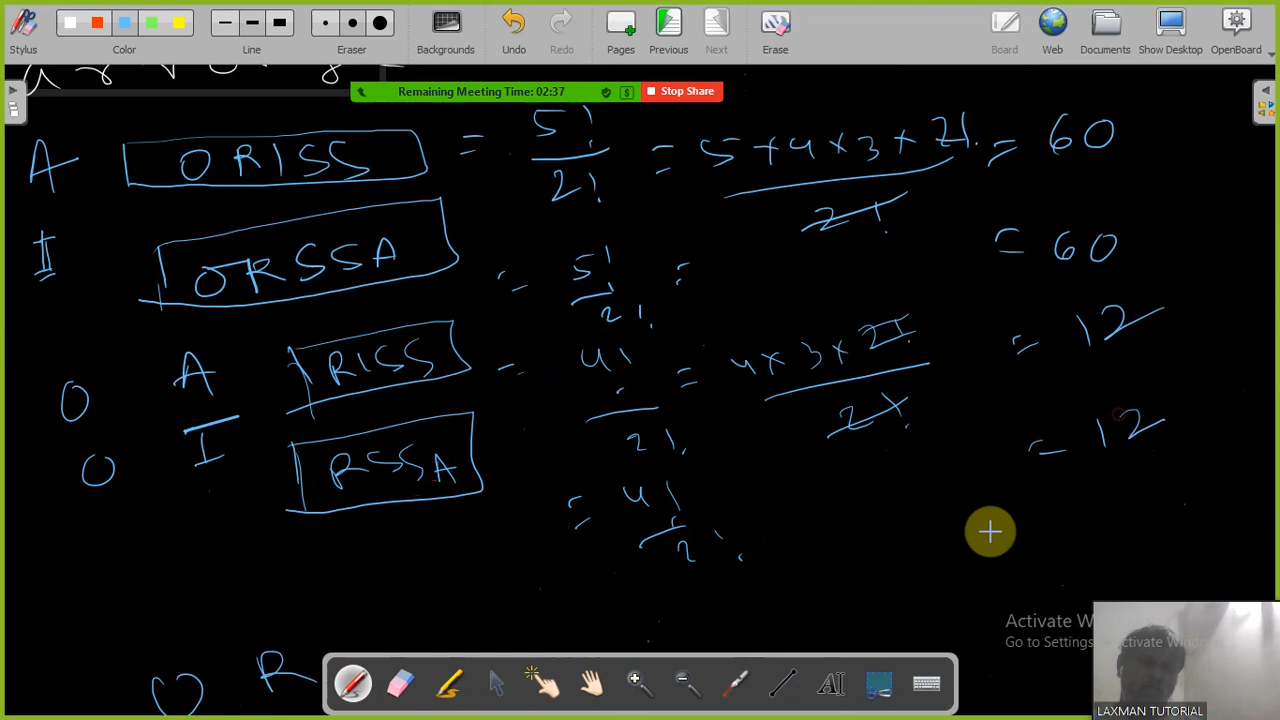 Stylus Color Line Eraser Backgrounds Undo Redo Pages Previous Next Erase Board Web Documents Show Desktop OpenBoard
Remaining Meeting Time: 02:37 Stop Share
A ORISS = 5!/2! = 5×4×3×2!/2! = 60
I ORSSA = 5!/2! = = 60
O A RISS = 4!/2! = 4×3×2!/2! = 12
O I RSSA = 4!/2! = 12
O R
Activate W
Go to Settings Activate Windows
LAXMAN TUTORIAL